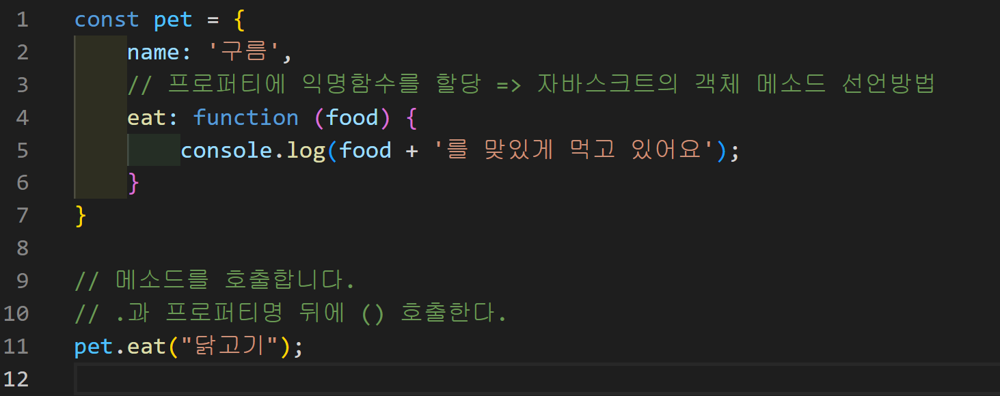 1 const pet = {
2 name: '구름',
3 // 프로퍼티에 익명함수를 할당 => 자바스크트의 객체 메소드 선언방법
4 eat: function (food) {
5 console.log(food + '를 맞있게 먹고 있어요');
6 }
7 }
8
9 // 메소드를 호출합니다.
10 // .과 프로퍼티명 뒤에 () 호출한다.
11 pet.eat("닭고기");
12